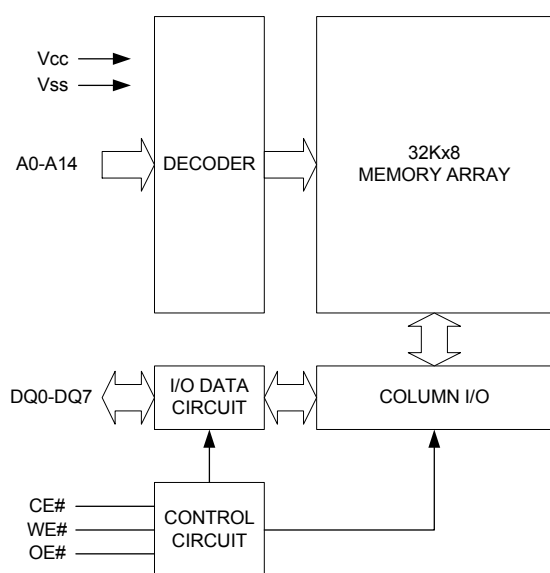 Vcc
Vss
A0-A14
DECODER
32Kx8
MEMORY ARRAY
DQ0-DQ7
I/O DATA
CIRCUIT
COLUMN I/O
CE#
WE#
OE#
CONTROL
CIRCUIT